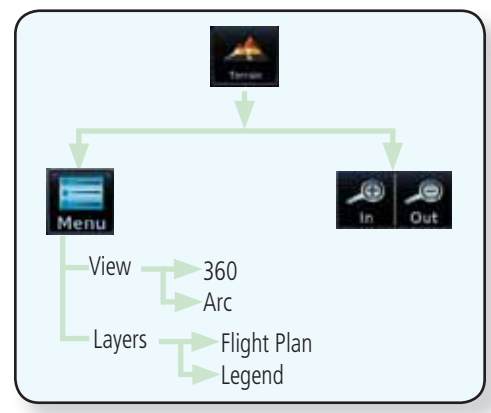 Terrain
Menu
In Out
View
360
Arc
Layers
Flight Plan
Legend